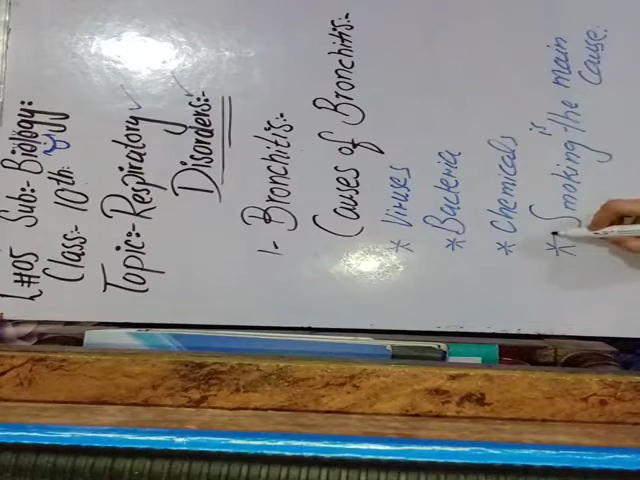 L#05 Sub:- Biology:
Class:- 10th:
Topic:- Respiratory
Disorders:-
1- Bronchitis:-
Causes of Bronchitis:-
* Viruses
* Bacteria
* Chemicals
* Smoking is the main
cause.